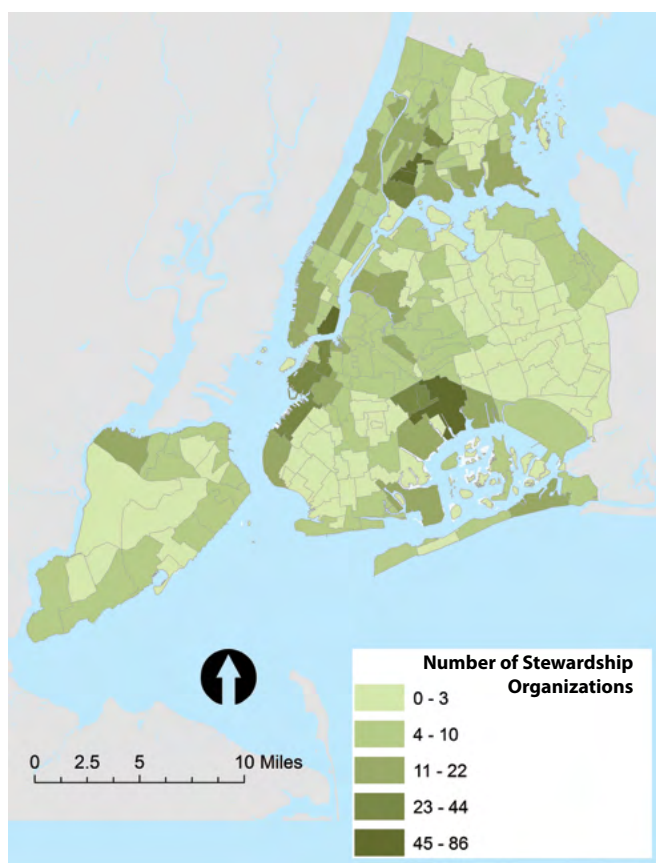 Number of Stewardship
Organizations
0 - 3
4 - 10
11 - 22
23 - 44
45 - 86
0 2.5 5 10 Miles